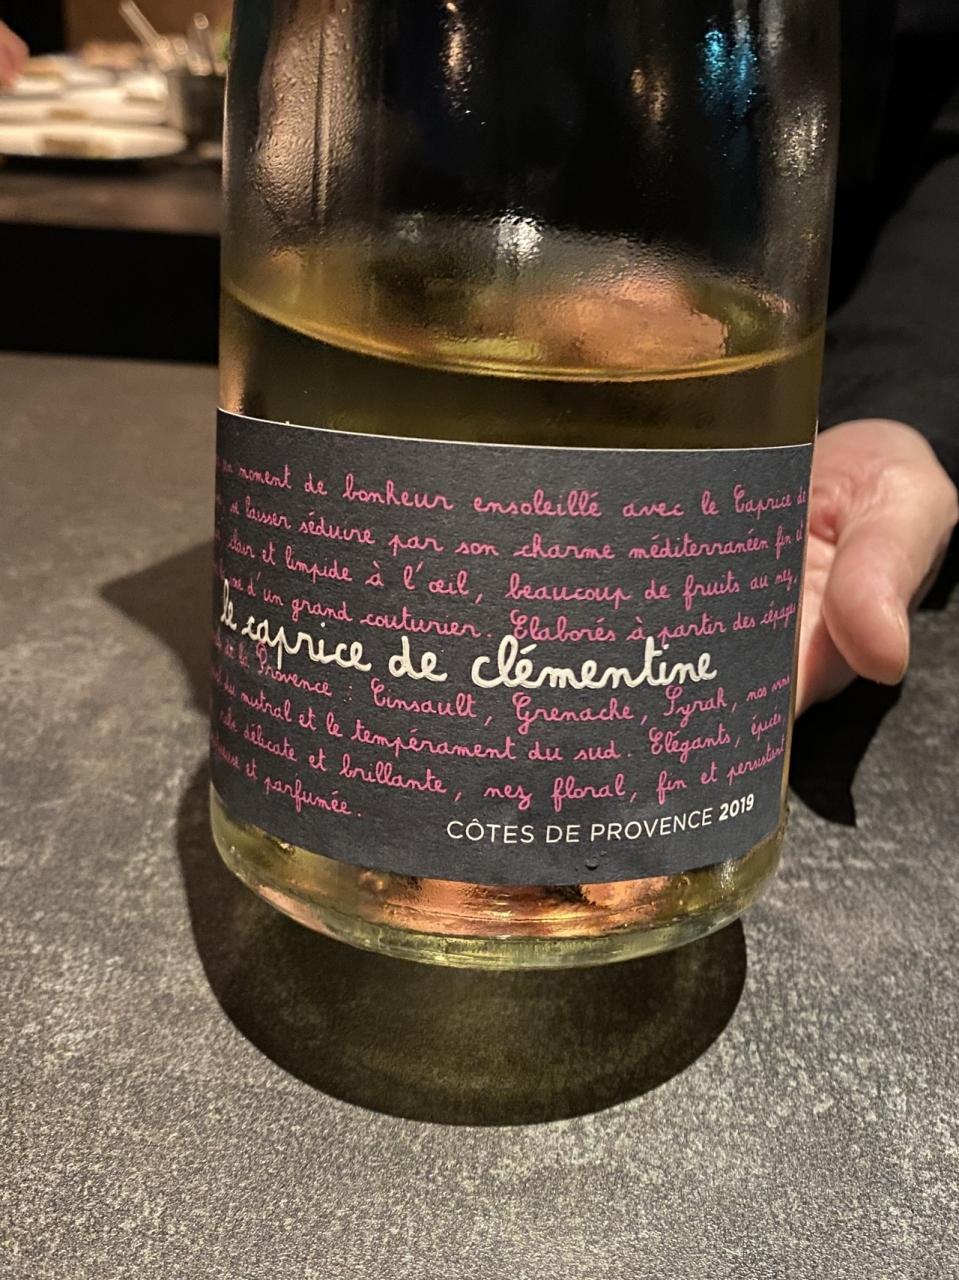 moment de bonheur ensoleillé avec le Caprice de
laisser séduire par son charme méditerranéen fin et
clair et limpide à l'œil, beaucoup de fruits au nez,
d'un grand couturier. Elaborés à partir des cépages
le caprice de clémentine
la Provence : Cinsault, Grenache, Syrah, nos vins
du mistral et le tempérament du sud. Elégants, épicés,
délicate et brillante, nez floral, fin et persistant
et parfumée.
CÔTES DE PROVENCE 2019